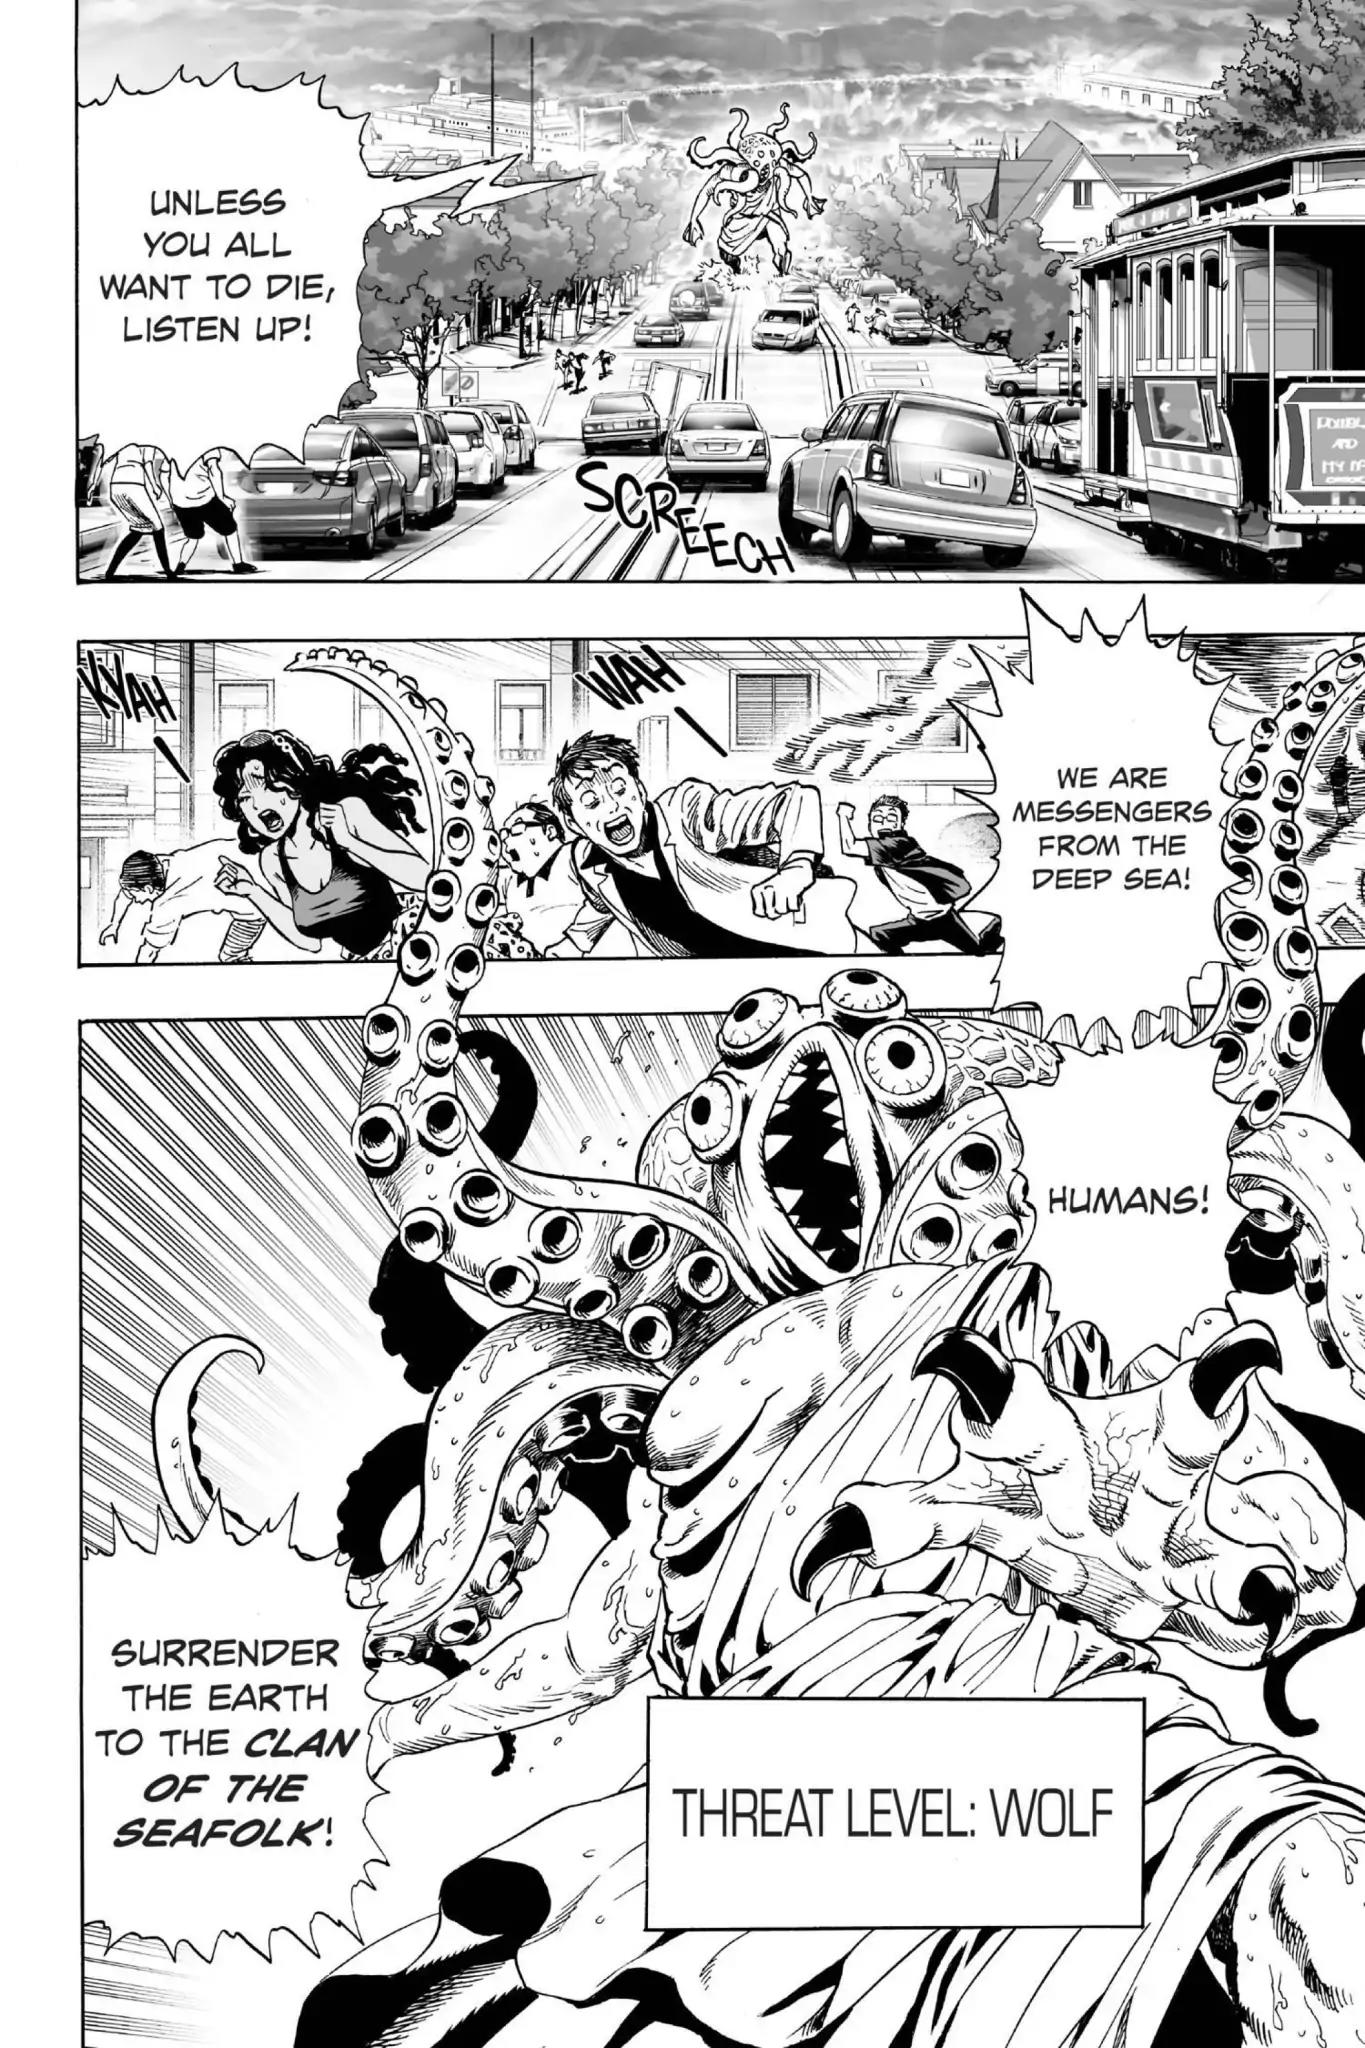 UNLESS
YOU ALL
WANT TO DIE,
LISTEN UP!
SCREECH
WE ARE
MESSENGERS
FROM THE
DEEP SEA!
WAH
KYAH
HUMANS!
SURRENDER
THE EARTH
TO THE CLAN
OF THE
SEAFOLK!
THREAT LEVEL: WOLF